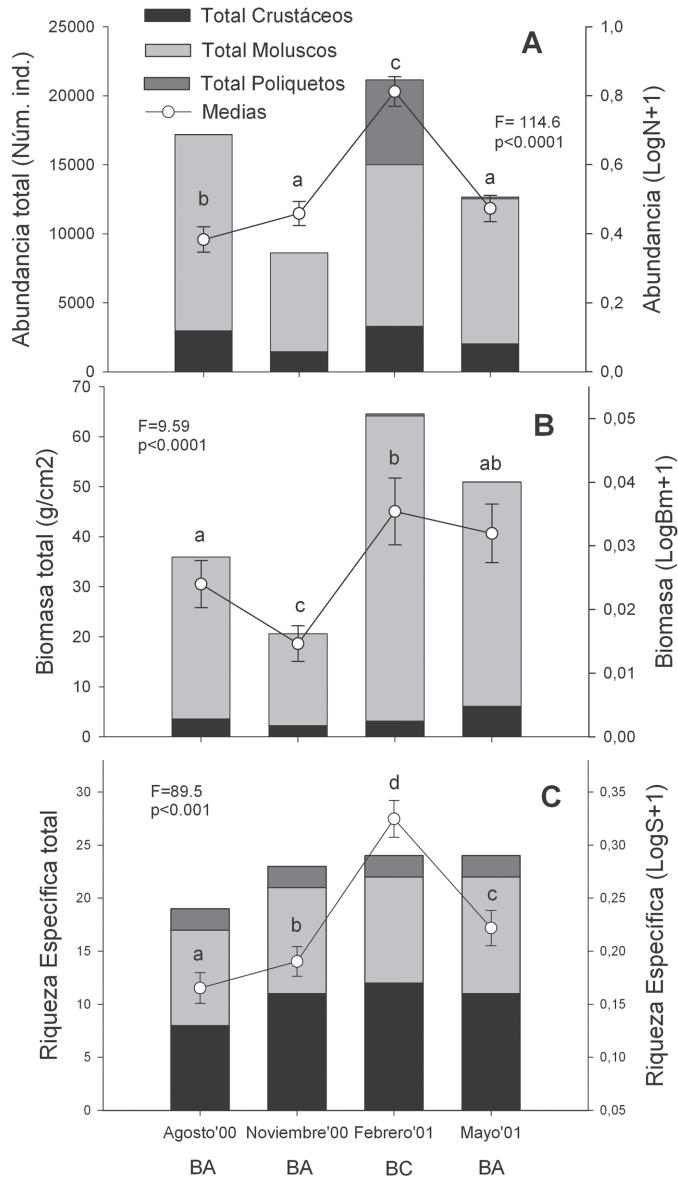 Total Crustáceos
Total Moluscos
Total Poliquetos
Medias
A
F= 114.6
p<0.0001
Abundancia total (Núm. ind.)
25000
20000
15000
10000
5000
0
b
a
c
a
1,0
0,8
0,6
0,4
0,2
0,0
Abundancia (LogN+1)
B
F=9.59
p<0.0001
Biomasa total (g/cm2)
70
60
50
40
30
20
10
0
a
c
b
ab
0,05
0,04
0,03
0,02
0,01
0,00
Biomasa (LogBm+1)
C
F=89.5
p<0.001
Riqueza Específica total
30
25
20
15
10
5
0
a
b
d
c
0,35
0,30
0,25
0,20
0,15
0,10
0,05
Riqueza Específica (LogS+1)
Agosto'00 Noviembre'00 Febrero'01 Mayo'01
BA BA BC BA